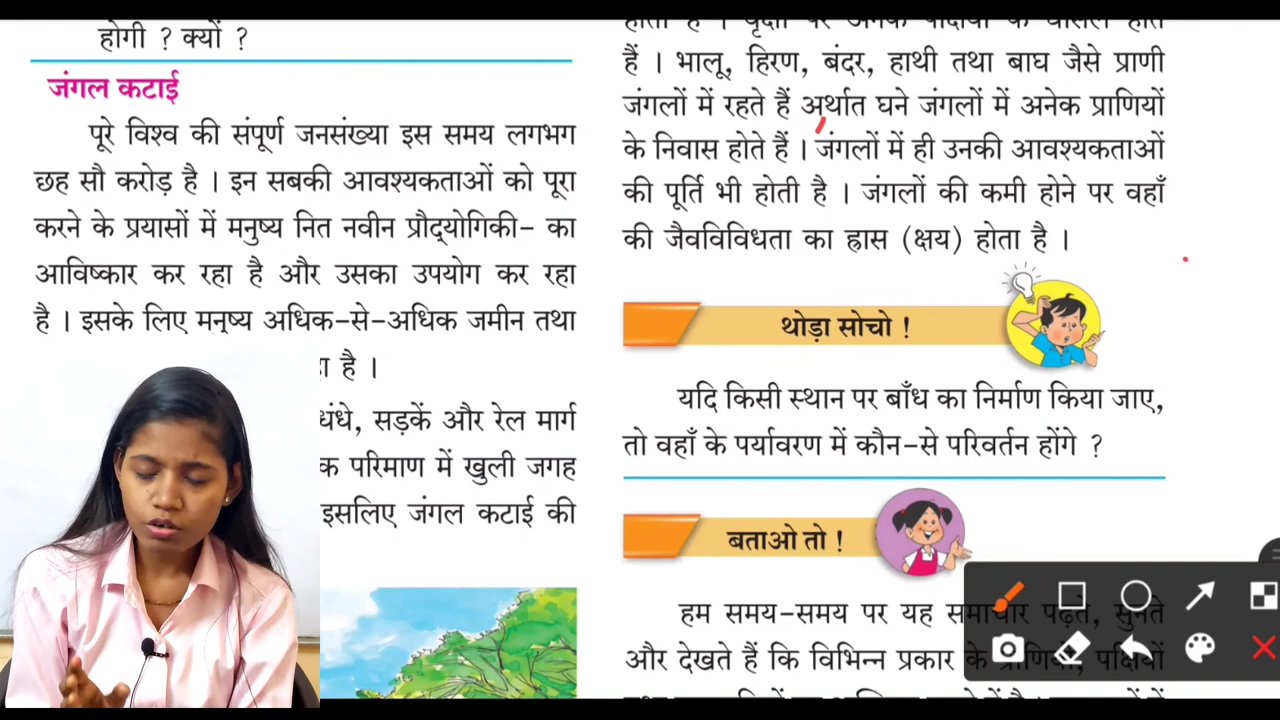 होगी ? क्यों ?
जंगल कटाई
पूरे विश्व की संपूर्ण जनसंख्या इस समय लगभग
छह सौ करोड़ है । इन सबकी आवश्यकताओं को पूरा
करने के प्रयासों में मनुष्य नित नवीन प्रौद्योगिकी- का
आविष्कार कर रहा है और उसका उपयोग कर रहा
है । इसके लिए मनुष्य अधिक-से-अधिक जमीन तथा
है ।
धंधे, सड़कें और रेल मार्ग
परिमाण में खुली जगह
इसलिए जंगल कटाई की
हैं । भालू, हिरण, बंदर, हाथी तथा बाघ जैसे प्राणी
जंगलों में रहते हैं अर्थात घने जंगलों में अनेक प्राणियों
के निवास होते हैं । जंगलों में ही उनकी आवश्यकताओं
की पूर्ति भी होती है । जंगलों की कमी होने पर वहाँ
की जैवविविधता का ह्रास (क्षय) होता है ।
थोड़ा सोचो !
यदि किसी स्थान पर बाँध का निर्माण किया जाए,
तो वहाँ के पर्यावरण में कौन-से परिवर्तन होंगे ?
बताओ तो !
हम समय-समय पर यह समाचार पढ़ते, सुनते
और देखते हैं कि विभिन्न प्रकार के प्राणियों, पक्षियों